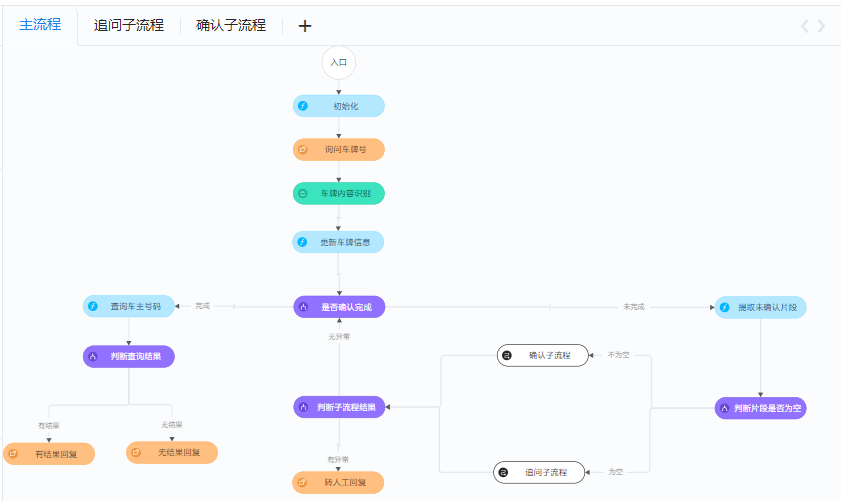 主流程 追问子流程 确认子流程 +
入口
初始化
询问车牌号
车牌内容识别
更新车牌信息
查询车主号码 完成 是否确认完成 未完成 提取未确认片段
无异常
判断查询结果 确认子流程 不为空
判断子流程结果 判断片段是否为空
有结果 无结果
有结果回复 无结果回复 有异常
追问子流程 为空
转人工回复